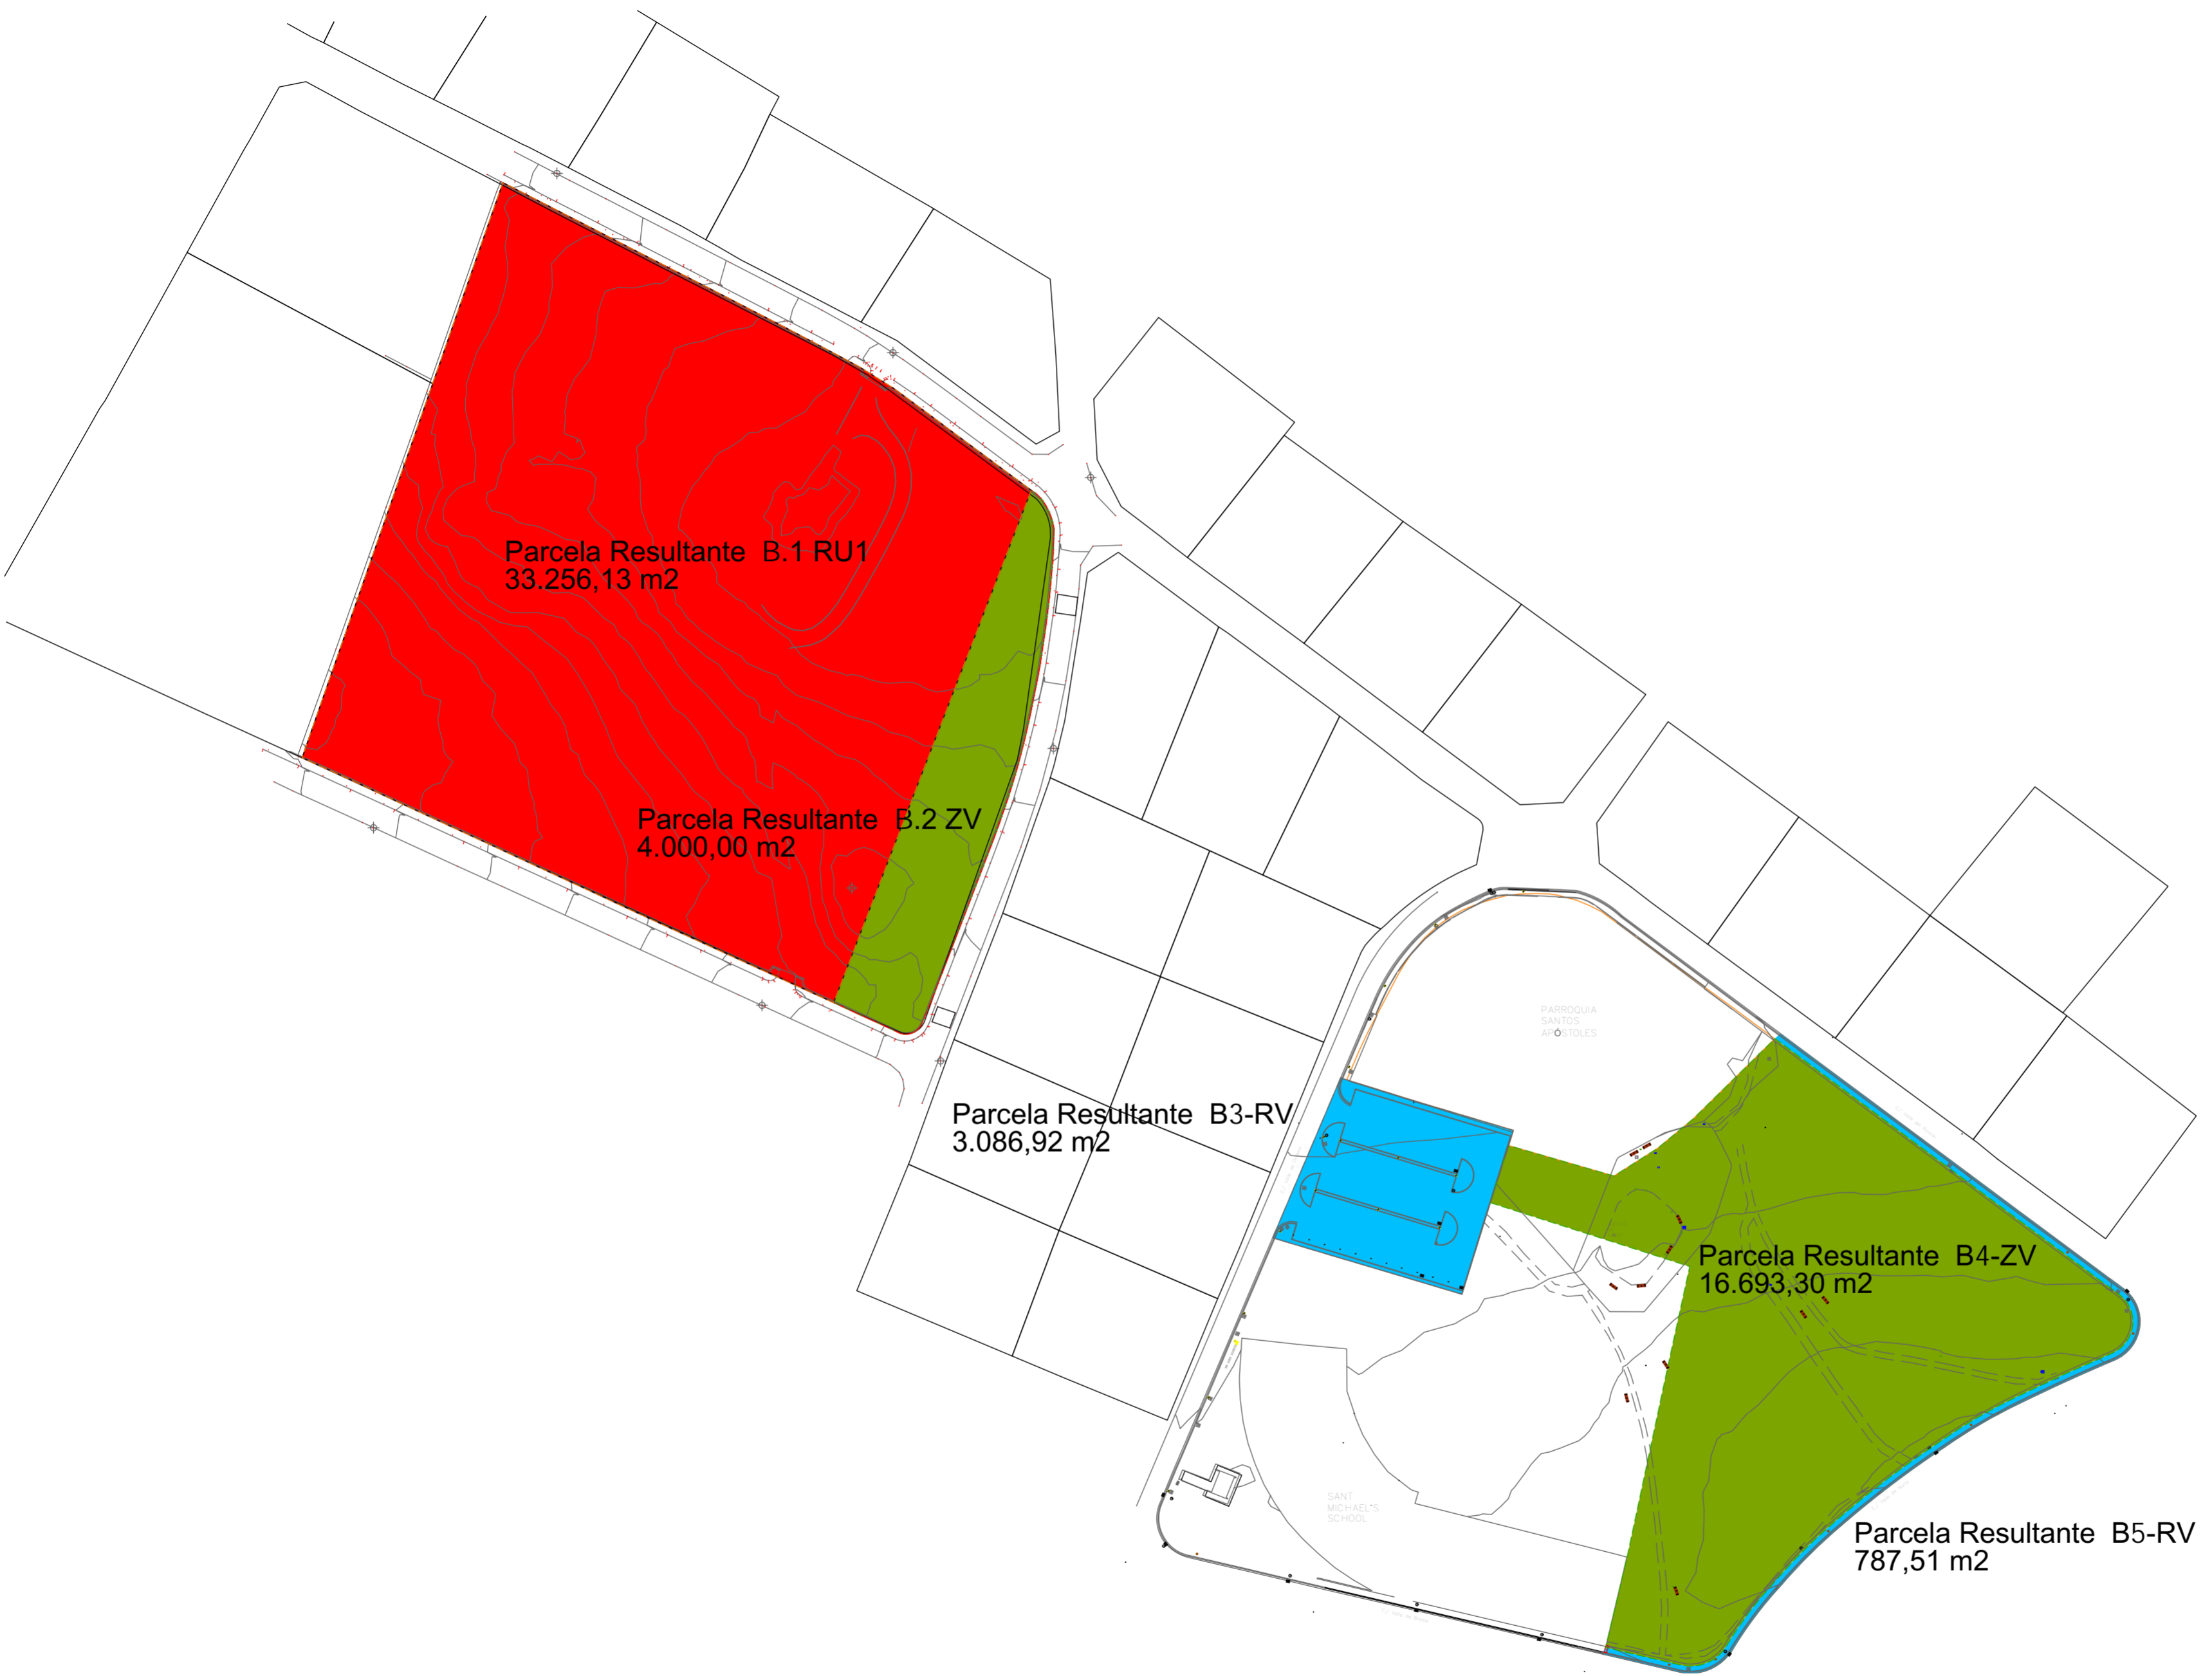 Parcela Resultante B.1 RU1
33.256,13 m2
Parcela Resultante B.2 ZV
4.000,00 m2
PARROQUIA
SANTOS
APÓSTOLES
Parcela Resultante B3-RV
3.086,92 m2
Parcela Resultante B4-ZV
16.693,30 m2
SANT
MICHAEL'S
SCHOOL
Parcela Resultante B5-RV
787,51 m2